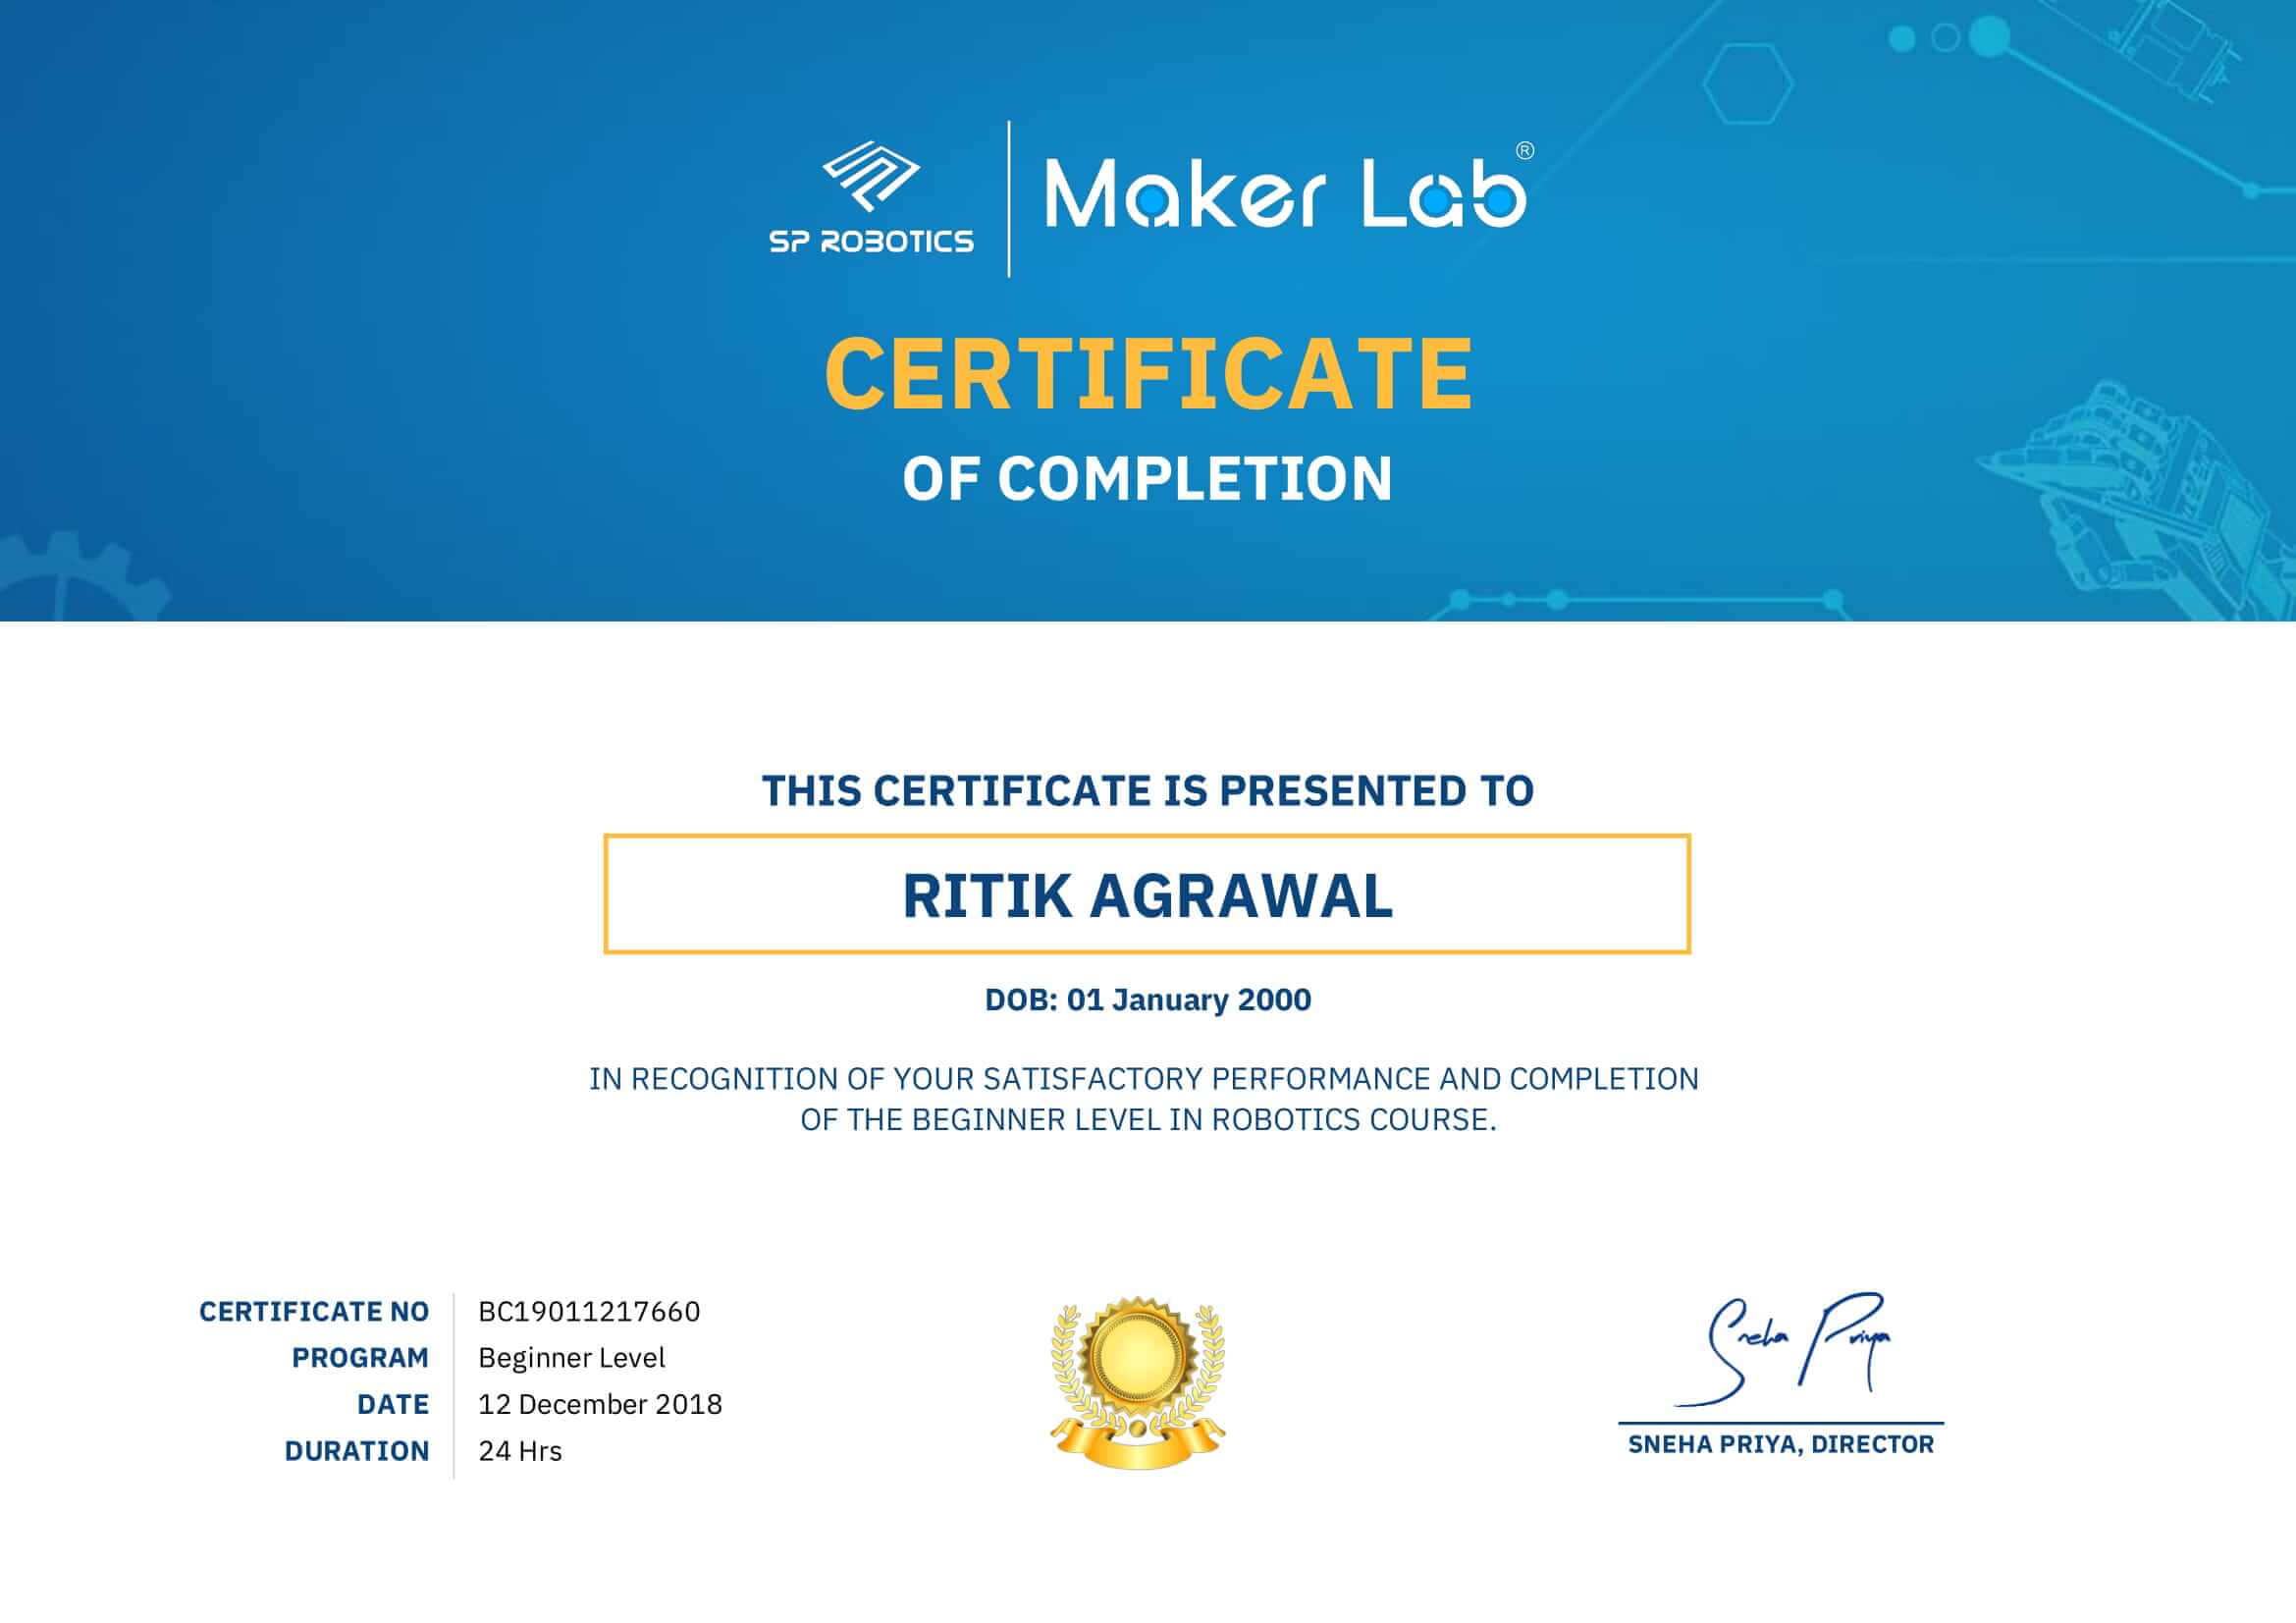 SP ROBOTICS
Maker Lab®
CERTIFICATE
OF COMPLETION
THIS CERTIFICATE IS PRESENTED TO
RITIK AGRAWAL
DOB: 01 January 2000
IN RECOGNITION OF YOUR SATISFACTORY PERFORMANCE AND COMPLETION
OF THE BEGINNER LEVEL IN ROBOTICS COURSE.
CERTIFICATE NO BC19011217660
PROGRAM Beginner Level
DATE 12 December 2018
DURATION 24 Hrs
Sneha Priya
SNEHA PRIYA, DIRECTOR